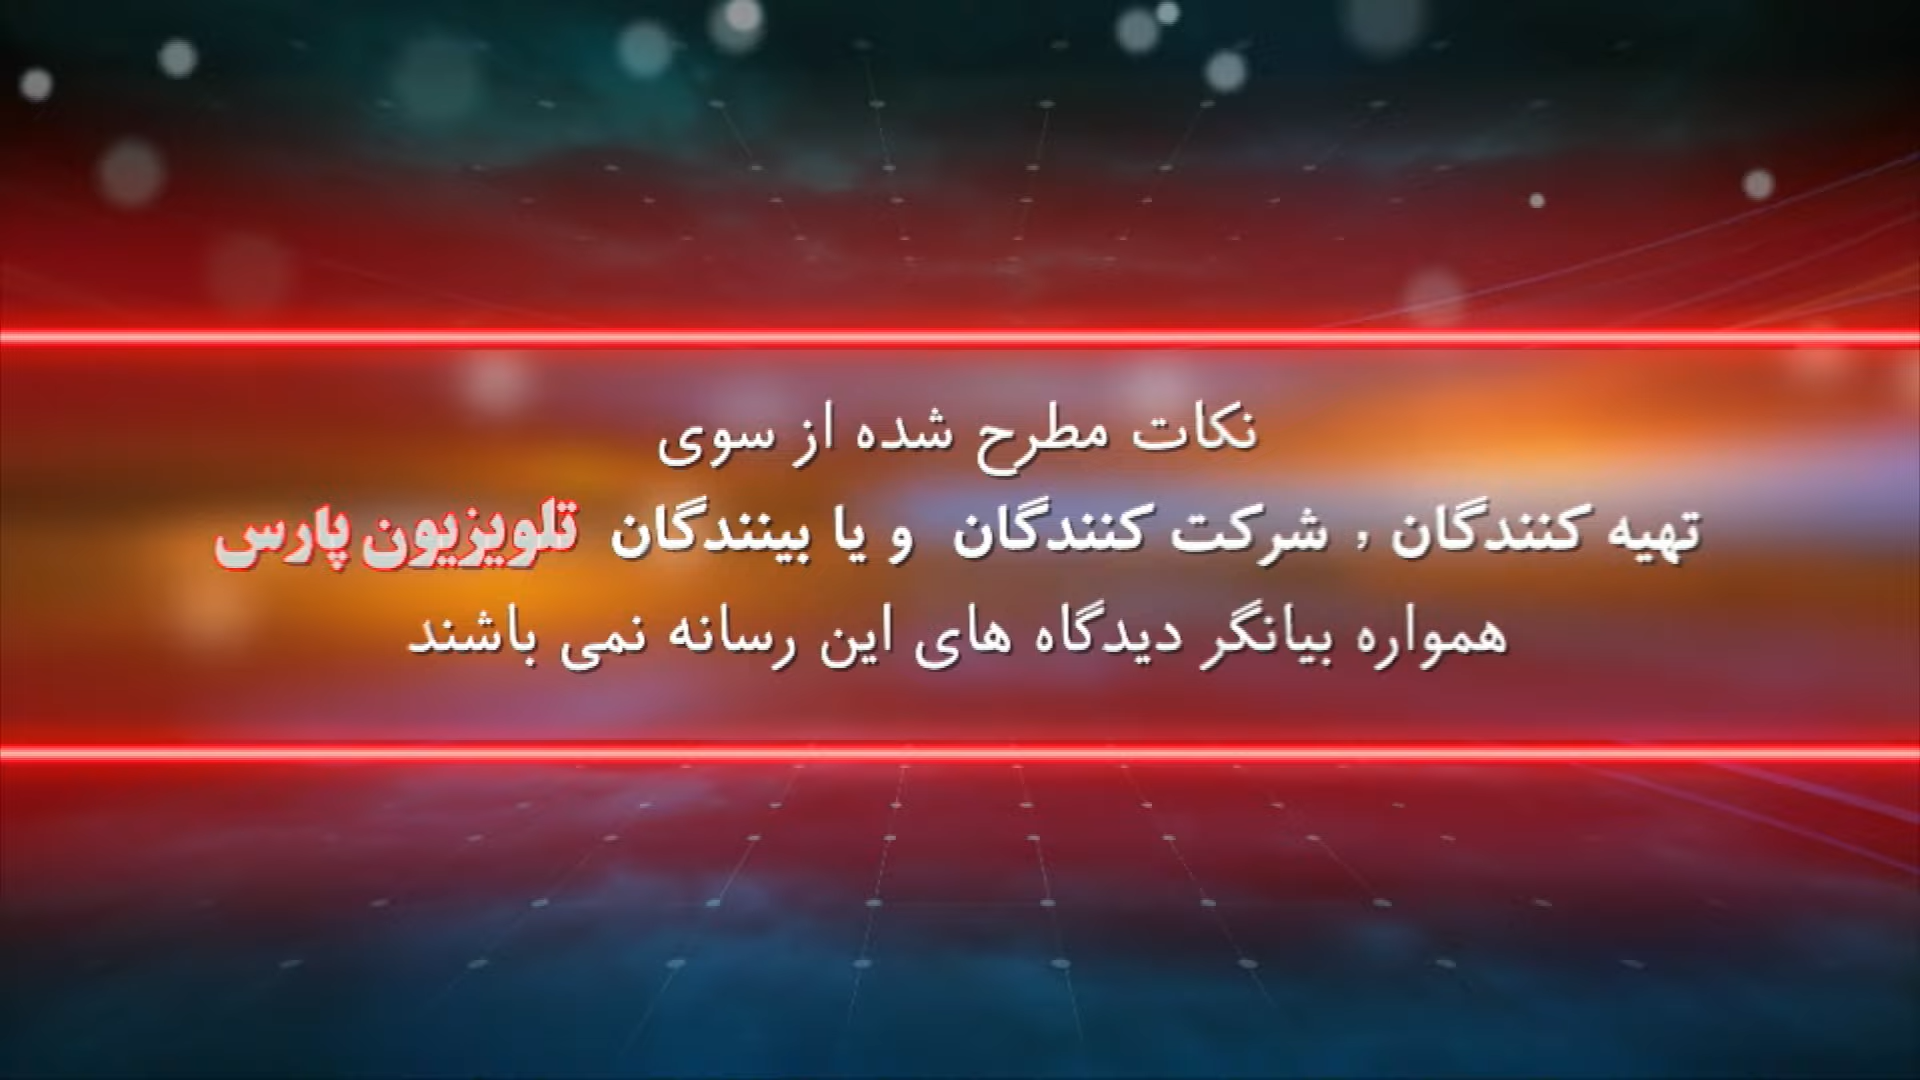 نکات مطرح شده از سوی
تهیه کنندگان , شرکت کنندگان و یا بینندگان تلویزیون پارس
همواره بیانگر دیدگاه های این رسانه نمی باشند